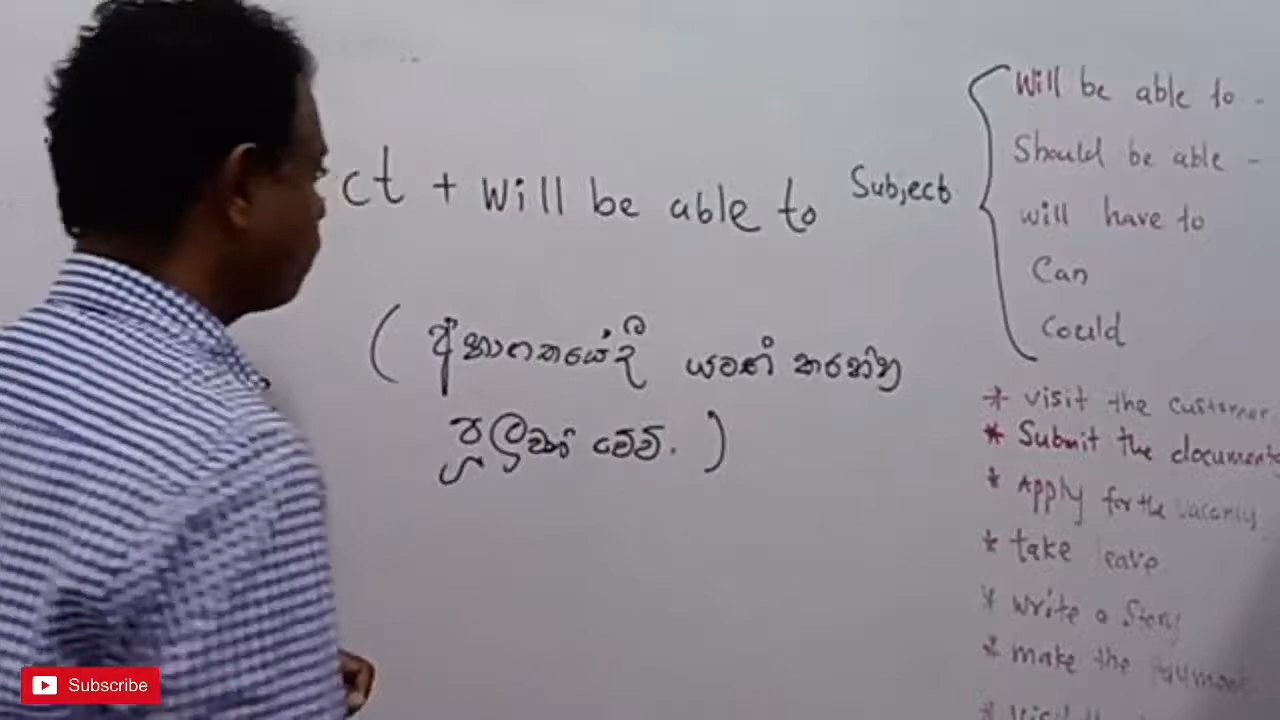 ct + Will be able to
(අනාගතයේදී යමක් කරන්න
පුලුවන් වේවි.)
Subject
Will be able to -
Should be able -
will have to
Can
Could
* visit the customer
* Submit the documents
* Apply for the vacancy
* take leave
* write a Story
* make the payment
Subscribe